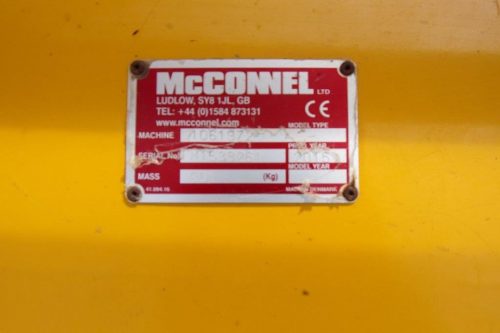 McCONNEL LTD
LUDLOW, SY8 1JL, GB
TEL: +44 (0)1584 873131
www.mcconnel.com
MODEL TYPE
MACHINE
PROD. YEAR
SERIAL No
MODEL YEAR
MASS (Kg)
MADE IN DENMARK
CE